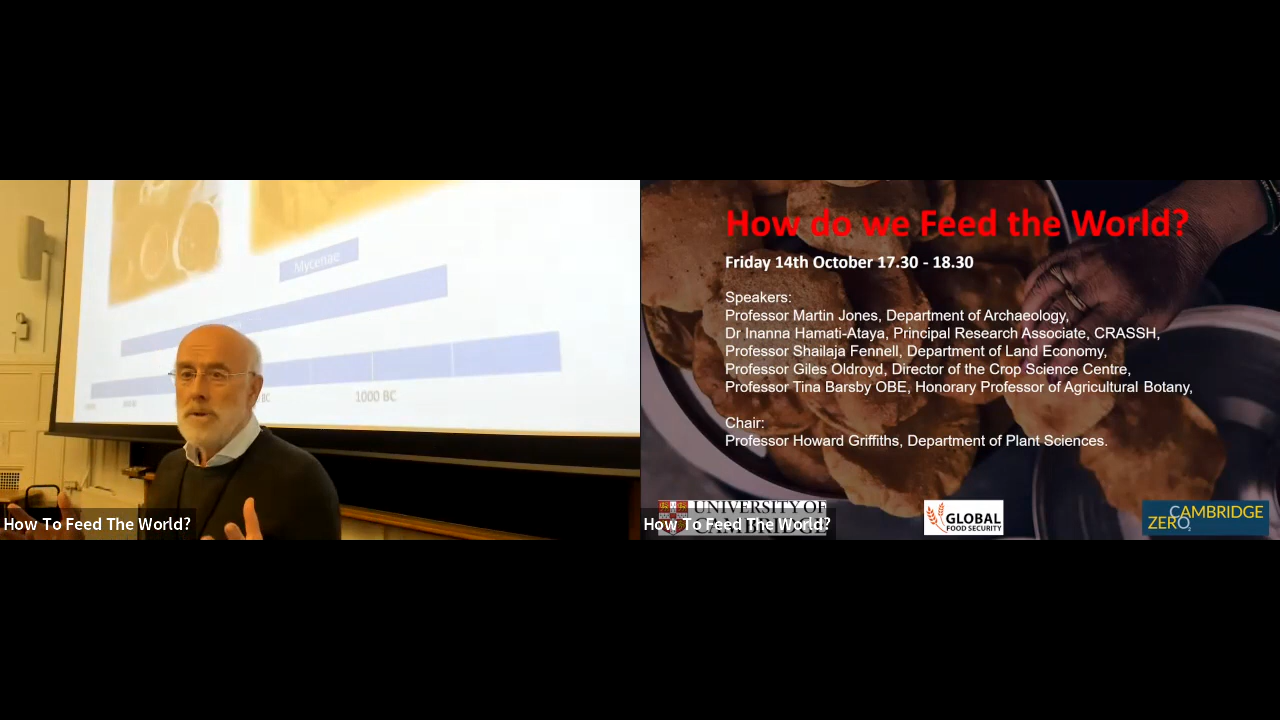 Mycenae
BC
1000 BC
How To Feed The World?
How do we Feed the World?
Friday 14th October 17.30 - 18.30
Speakers:
Professor Martin Jones, Department of Archaeology,
Dr Inanna Hamati-Ataya, Principal Research Associate, CRASSH,
Professor Shailaja Fennell, Department of Land Economy,
Professor Giles Oldroyd, Director of the Crop Science Centre,
Professor Tina Barsby OBE, Honorary Professor of Agricultural Botany,
Chair:
Professor Howard Griffiths, Department of Plant Sciences.
UNIVERSITY OF
CAMBRIDGE
How To Feed The World?
GLOBAL
FOOD SECURITY
CAMBRIDGE
ZERO